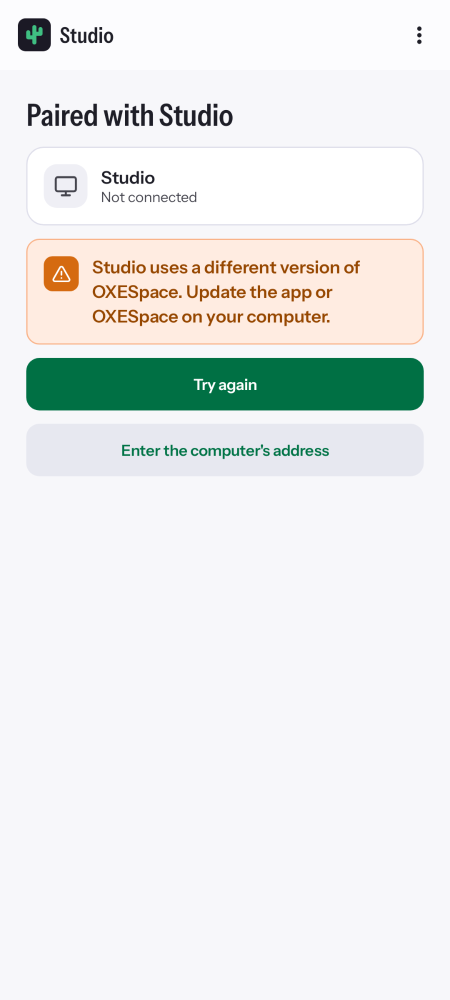 Studio
Paired with Studio
Studio
Not connected
Studio uses a different version of
OXESpace. Update the app or
OXESpace on your computer.
Try again
Enter the computer's address